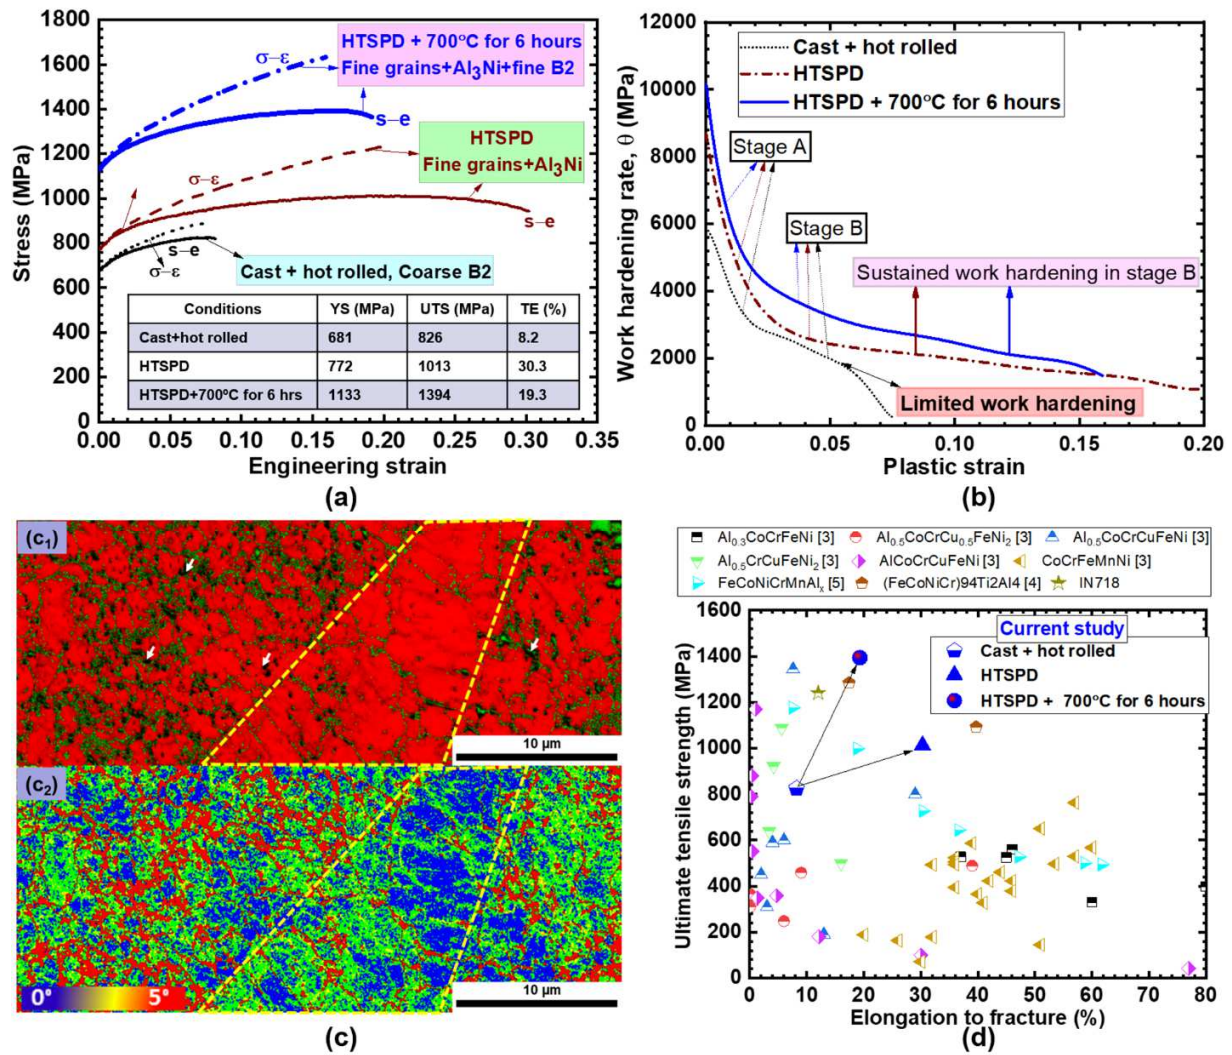 1800
1600
1400
1200
1000
800
600
400
200
0
Stress (MPa)
0.00 0.05 0.10 0.15 0.20 0.25 0.30 0.35
Engineering strain
σ–ε
HTSPD + 700°C for 6 hours
Fine grains+Al₃Ni+fine B2
s–e
HTSPD
Fine grains+Al₃Ni
σ–ε
s–e
s–e
σ–ε
Cast + hot rolled, Coarse B2
Conditions YS (MPa) UTS (MPa) TE (%)
Cast+hot rolled 681 826 8.2
HTSPD 772 1013 30.3
HTSPD+700°C for 6 hrs 1133 1394 19.3
(a)
12000
10000
8000
6000
4000
2000
0
Work hardening rate, θ (MPa)
Cast + hot rolled
HTSPD
HTSPD + 700°C for 6 hours
Stage A
Stage B
Sustained work hardening in stage B
Limited work hardening
0.00 0.05 0.10 0.15 0.20
Plastic strain
(b)
(c₁)
10 µm
(c₂)
0° 5°
10 µm
(c)
Al₀.₃CoCrFeNi [3] Al₀.₅CoCrCu₀.₅FeNi₂ [3] Al₀.₅CoCrCuFeNi [3]
Al₀.₅CrCuFeNi₂ [3] AlCoCrCuFeNi [3] CoCrFeMnNi [3]
FeCoNiCrMnAlₓ [5] (FeCoNiCr)94Ti2Al4 [4] IN718
1600
1400
1200
1000
800
600
400
200
0
Ultimate tensile strength (MPa)
Current study
Cast + hot rolled
HTSPD
HTSPD + 700°C for 6 hours
0 10 20 30 40 50 60 70 80
Elongation to fracture (%)
(d)